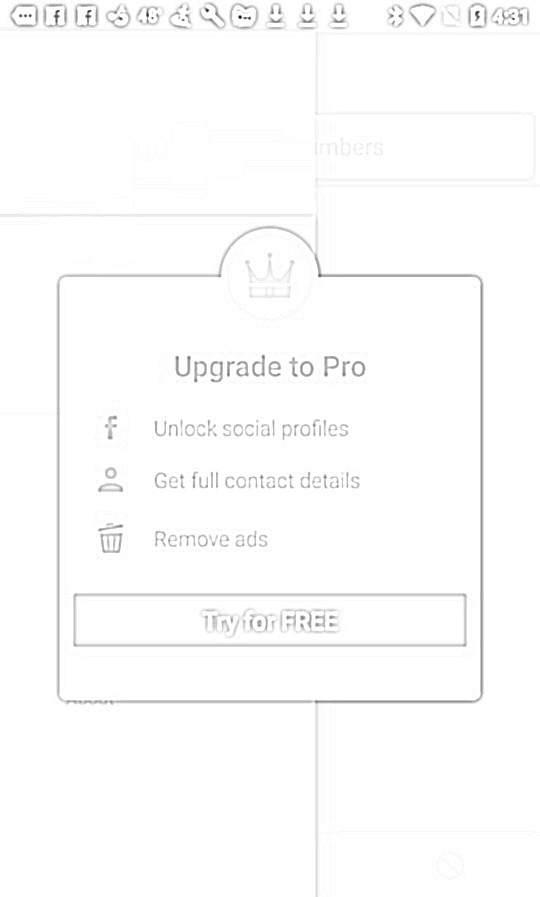 48° 4:31
mbers
Upgrade to Pro
Unlock social profiles
Get full contact details
Remove ads
Try for FREE
About